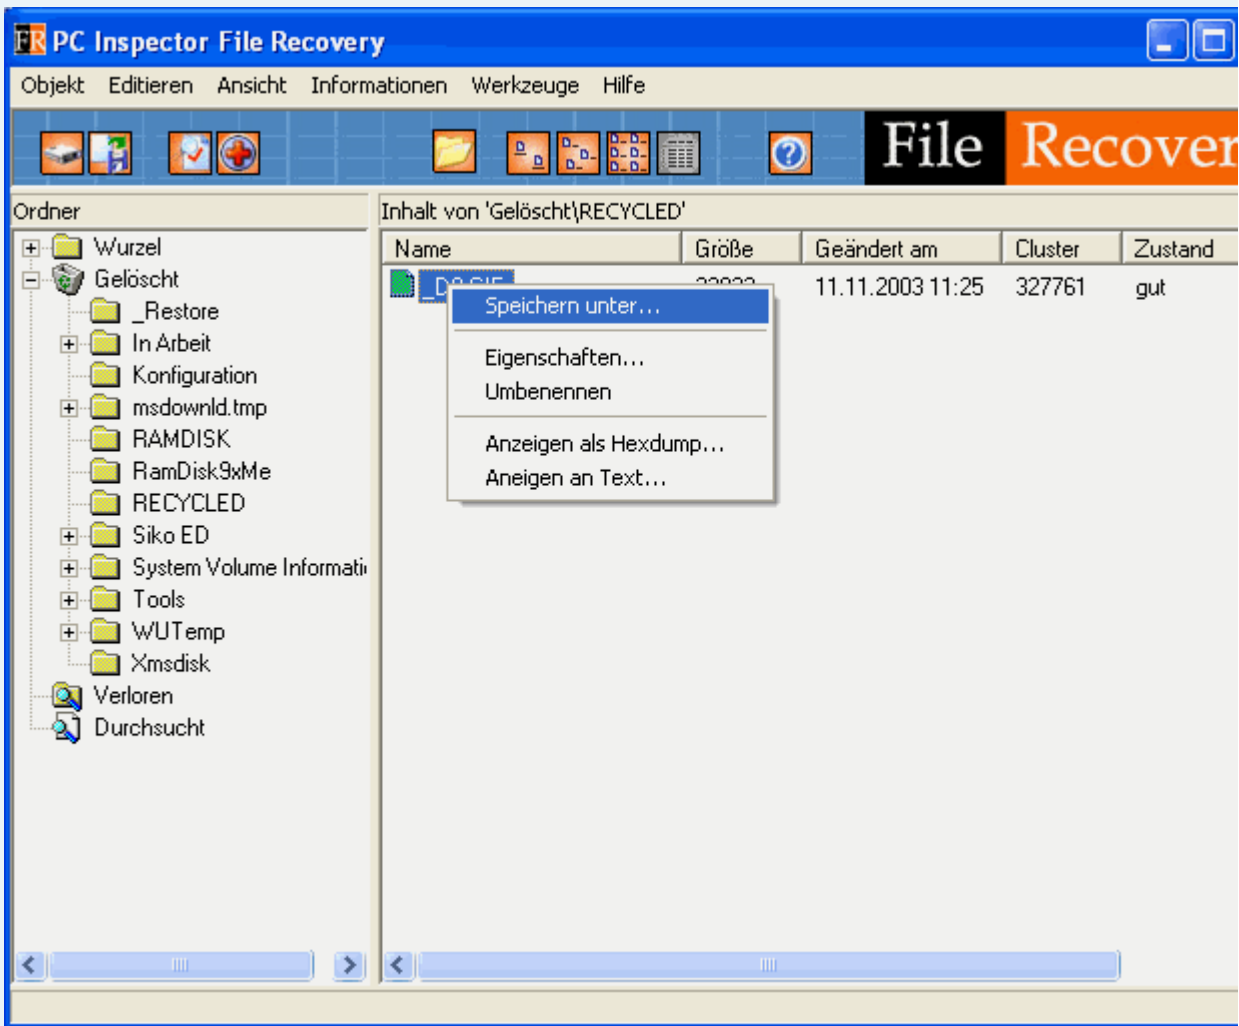 FR PC Inspector File Recovery
Objekt Editieren Ansicht Informationen Werkzeuge Hilfe
File Recover
Ordner
Wurzel
Gelöscht
_Restore
In Arbeit
Konfiguration
msdownld.tmp
RAMDISK
RamDisk9xMe
RECYCLED
Siko ED
System Volume Informati
Tools
WUTemp
Xmsdisk
Verloren
Durchsucht
Inhalt von 'Gelöscht\RECYCLED'
Name Größe Geändert am Cluster Zustand
11.11.2003 11:25 327761 gut
Speichern unter...
Eigenschaften...
Umbenennen
Anzeigen als Hexdump...
Aneigen an Text...